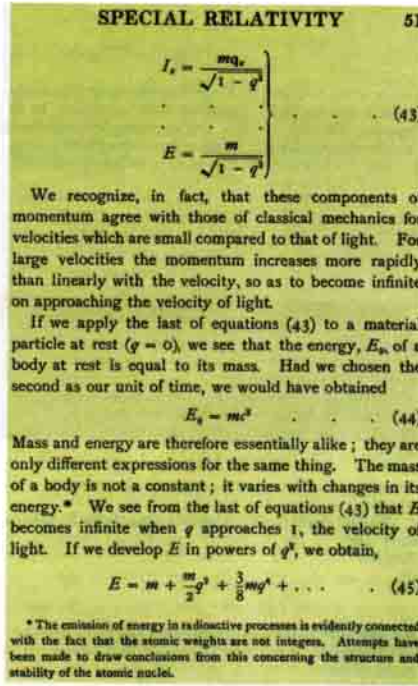 SPECIAL RELATIVITY 51
I_x = mq_x / √(1 − q²)
. . .
. . . } . . . (43)
E = m / √(1 − q²)
We recognize, in fact, that these components o
momentum agree with those of classical mechanics fo
velocities which are small compared to that of light. Fo
large velocities the momentum increases more rapidly
than linearly with the velocity, so as to become infinite
on approaching the velocity of light.
If we apply the last of equations (43) to a materia
particle at rest (q = 0), we see that the energy, E₀, of a
body at rest is equal to its mass. Had we chosen the
second as our unit of time, we would have obtained
E₀ = mc² . . . (44)
Mass and energy are therefore essentially alike ; they are
only different expressions for the same thing. The mass
of a body is not a constant ; it varies with changes in its
energy.* We see from the last of equations (43) that E
becomes infinite when q approaches 1, the velocity of
light. If we develop E in powers of q², we obtain,
E = m + m/2 q² + 3/8 mq⁴ + . . . . (45)
* The emission of energy in radioactive processes is evidently connected
with the fact that the atomic weights are not integers. Attempts have
been made to draw conclusions from this concerning the structure and
stability of the atomic nuclei.